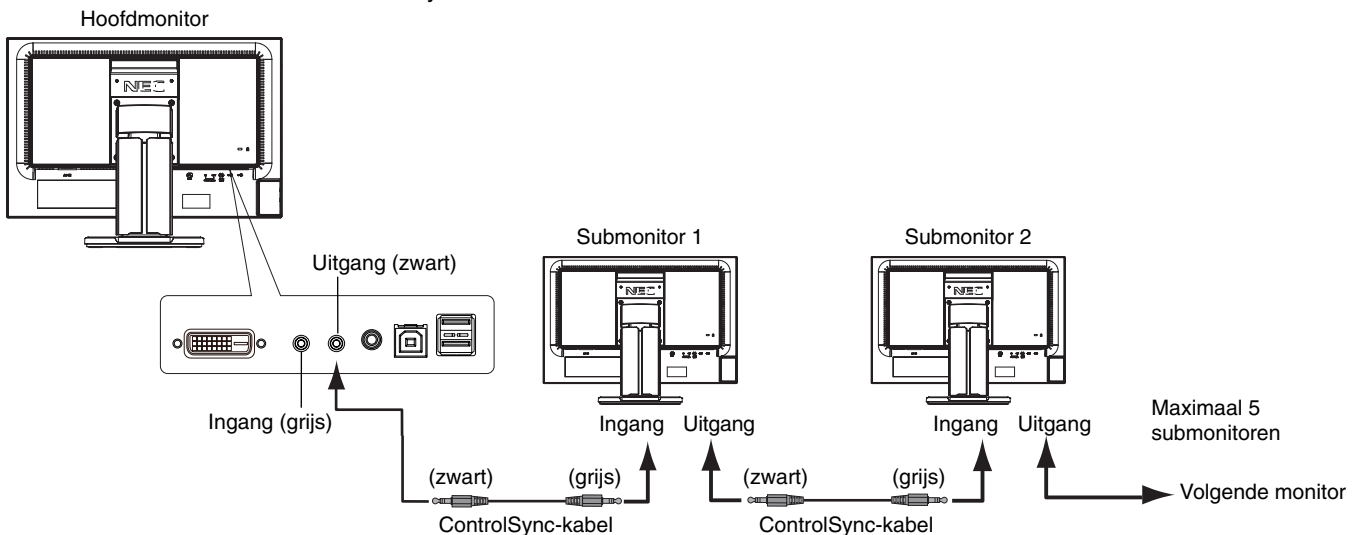 Hoofdmonitor
NEC
Uitgang (zwart)
Ingang (grijs)
Submonitor 1
NEC
Submonitor 2
NEC
Ingang
Uitgang
Ingang
Uitgang
Maximaal 5
submonitoren
(zwart)
(grijs)
(zwart)
(grijs)
Volgende monitor
ControlSync-kabel
ControlSync-kabel